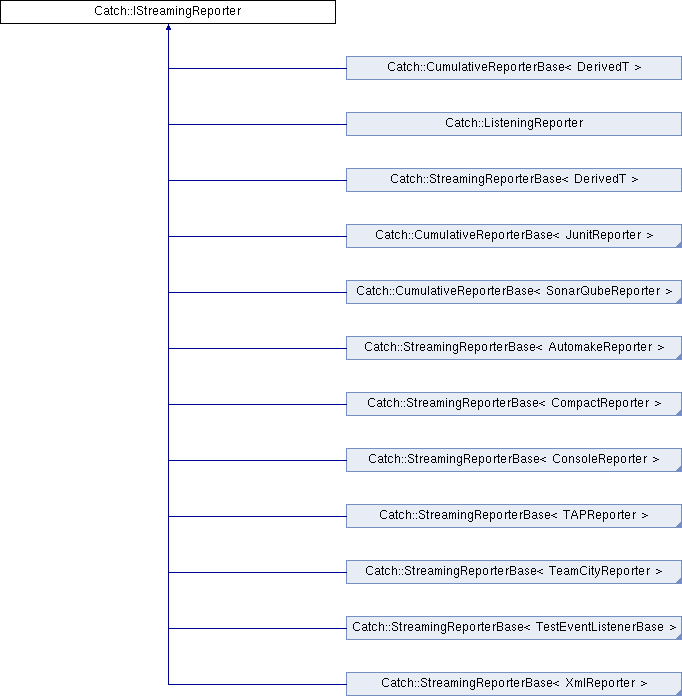 Catch::IStreamingReporter
Catch::CumulativeReporterBase< DerivedT >
Catch::ListeningReporter
Catch::StreamingReporterBase< DerivedT >
Catch::CumulativeReporterBase< JunitReporter >
Catch::CumulativeReporterBase< SonarQubeReporter >
Catch::StreamingReporterBase< AutomakeReporter >
Catch::StreamingReporterBase< CompactReporter >
Catch::StreamingReporterBase< ConsoleReporter >
Catch::StreamingReporterBase< TAPReporter >
Catch::StreamingReporterBase< TeamCityReporter >
Catch::StreamingReporterBase< TestEventListenerBase >
Catch::StreamingReporterBase< XmlReporter >